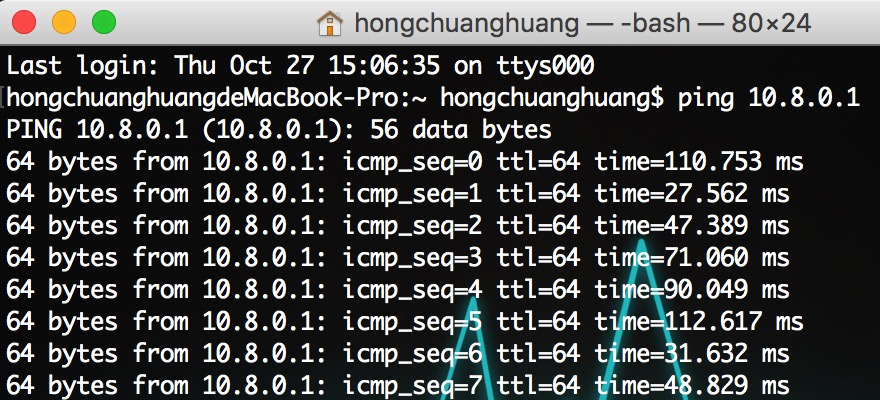 hongchuanghuang — -bash — 80×24
Last login: Thu Oct 27 15:06:35 on ttys000
[hongchuanghuangdeMacBook-Pro:~ hongchuanghuang$ ping 10.8.0.1
PING 10.8.0.1 (10.8.0.1): 56 data bytes
64 bytes from 10.8.0.1: icmp_seq=0 ttl=64 time=110.753 ms
64 bytes from 10.8.0.1: icmp_seq=1 ttl=64 time=27.562 ms
64 bytes from 10.8.0.1: icmp_seq=2 ttl=64 time=47.389 ms
64 bytes from 10.8.0.1: icmp_seq=3 ttl=64 time=71.060 ms
64 bytes from 10.8.0.1: icmp_seq=4 ttl=64 time=90.049 ms
64 bytes from 10.8.0.1: icmp_seq=5 ttl=64 time=112.617 ms
64 bytes from 10.8.0.1: icmp_seq=6 ttl=64 time=31.632 ms
64 bytes from 10.8.0.1: icmp_seq=7 ttl=64 time=48.829 ms